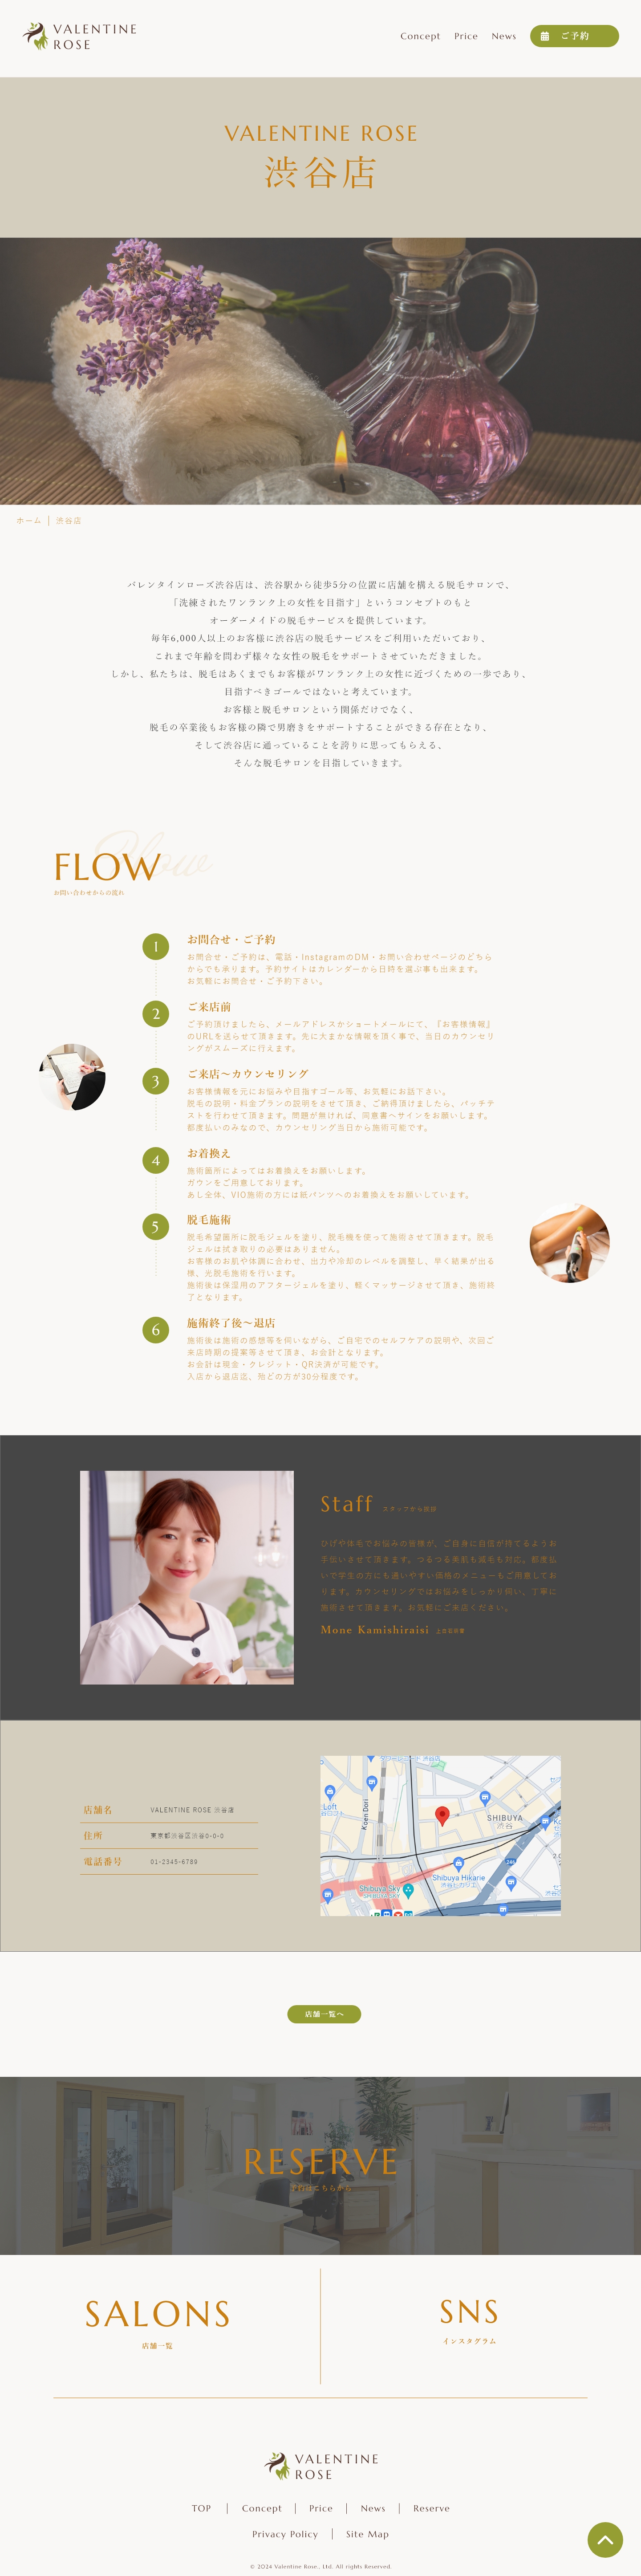 VALENTINE
ROSE
Concept Price News ご予約
VALENTINE ROSE
渋谷店
ホーム 渋谷店
バレンタインローズ渋谷店は、渋谷駅から徒歩5分の位置に店舗を構える脱毛サロンで、
「洗練されたワンランク上の女性を目指す」というコンセプトのもと
オーダーメイドの脱毛サービスを提供しています。
毎年6,000人以上のお客様に渋谷店の脱毛サービスをご利用いただいており、
これまで年齢を問わず様々な女性の脱毛をサポートさせていただきました。
しかし、私たちは、脱毛はあくまでもお客様がワンランク上の女性に近づくための一歩であり、
目指すべきゴールではないと考えています。
お客様と脱毛サロンという関係だけでなく、
脱毛の卒業後もお客様の隣で男磨きをサポートすることができる存在となり、
そして渋谷店に通っていることを誇りに思ってもらえる、
そんな脱毛サロンを目指していきます。
Flow
FLOW
お問い合わせからの流れ
1
お問合せ・ご予約
お問合せ・ご予約は、電話・InstagramのDM・お問い合わせページのどちら
からでも承ります。予約サイトはカレンダーから日時を選ぶ事も出来ます。
お気軽にお問合せ・ご予約下さい。
2
ご来店前
ご予約頂けましたら、メールアドレスかショートメールにて、『お客様情報』
のURLを送らせて頂きます。先に大まかな情報を頂く事で、当日のカウンセリ
ングがスムーズに行えます。
3
ご来店～カウンセリング
お客様情報を元にお悩みや目指すゴール等、お気軽にお話下さい。
脱毛の説明・料金プランの説明をさせて頂き、ご納得頂けましたら、パッチテ
ストを行わせて頂きます。問題が無ければ、同意書へサインをお願いします。
都度払いのみなので、カウンセリング当日から施術可能です。
4
お着換え
施術箇所によってはお着換えをお願いします。
ガウンをご用意しております。
あし全体、VIO施術の方には紙パンツへのお着換えをお願いしています。
5
脱毛施術
脱毛希望箇所に脱毛ジェルを塗り、脱毛機を使って施術させて頂きます。脱毛
ジェルは拭き取りの必要はありません。
お客様のお肌や体調に合わせ、出力や冷却のレベルを調整し、早く結果が出る
様、光脱毛施術を行います。
施術後は保湿用のアフタージェルを塗り、軽くマッサージさせて頂き、施術終
了となります。
6
施術終了後～退店
施術後は施術の感想等を伺いながら、ご自宅でのセルフケアの説明や、次回ご
来店時期の提案等させて頂き、お会計となります。
お会計は現金・クレジット・QR決済が可能です。
入店から退店迄、殆どの方が30分程度です。
Staff スタッフから挨拶
ひげや体毛でお悩みの皆様が、ご自身に自信が持てるようお
手伝いさせて頂きます。つるつる美肌も減毛も対応。都度払
いで学生の方にも通いやすい価格のメニューもご用意してお
ります。カウンセリングではお悩みをしっかり伺い、丁寧に
施術させて頂きます。お気軽にご来店ください。
Mone Kamishiraisi
店舗名 VALENTINE ROSE 渋谷店
住所 東京都渋谷区渋谷0-0-0
電話番号 01-2345-6789
Loft
Koen Dori
SHIBUYA
渋谷
Shibuya Hikarie
渋谷ヒカリエ
246
Shibuya Sky
SHIBUYA SKY
店舗一覧へ
RESERVE
予約はこちらから
SALONS
店舗一覧
SNS
インスタグラム
VALENTINE
ROSE
TOP Concept Price News Reserve
Privacy Policy Site Map
© 2024 Valentine Rose., Ltd. All rights Reserved.